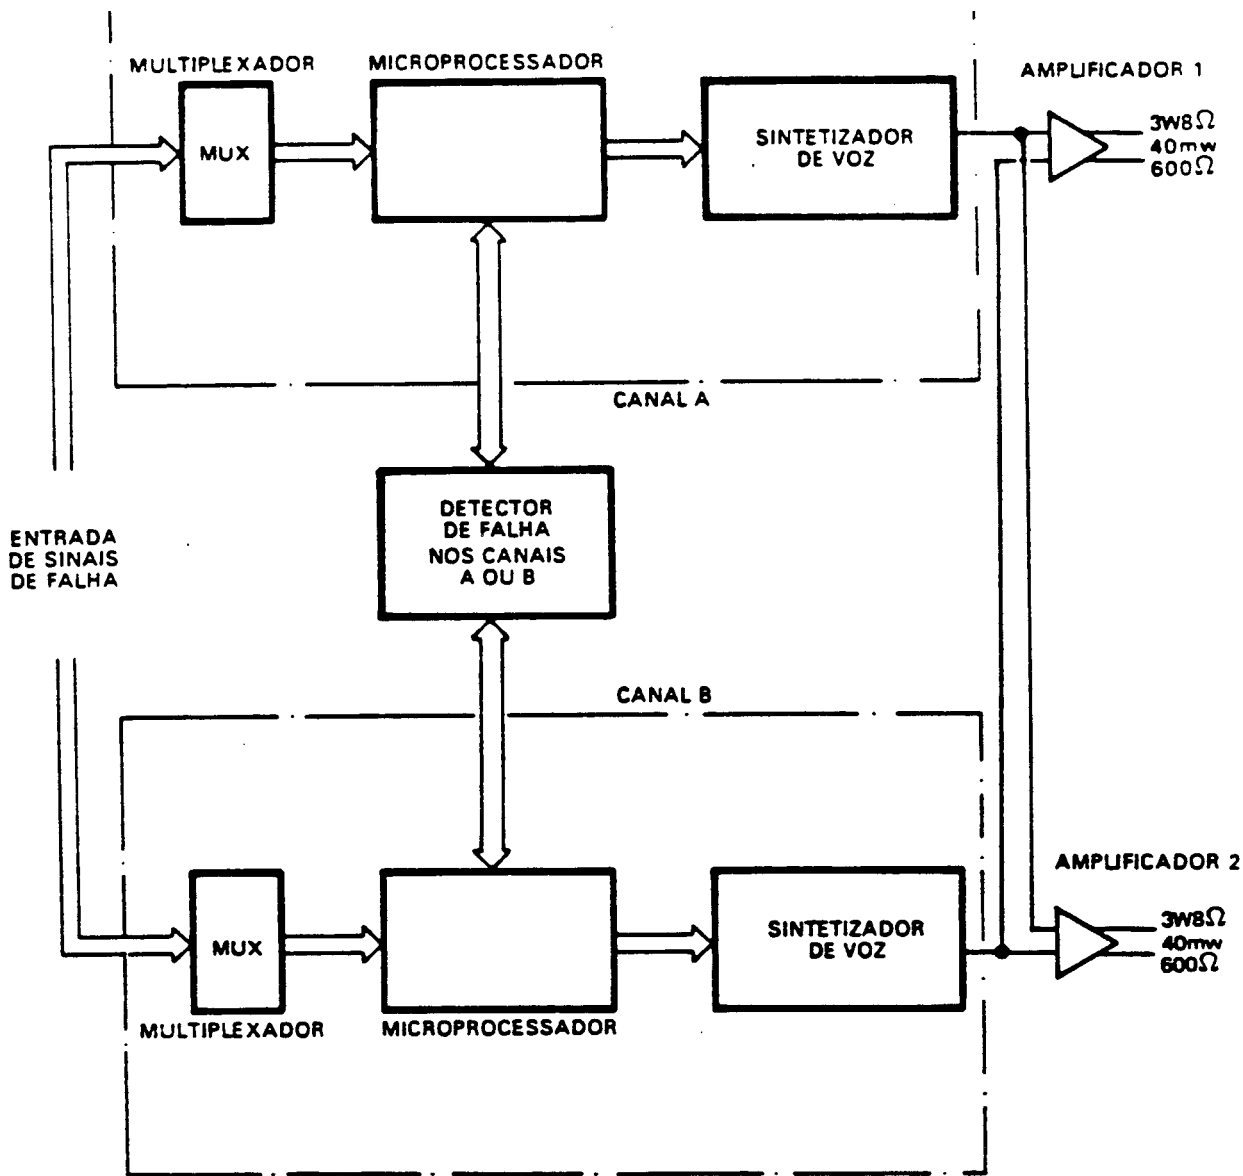 MULTIPLEXADOR
MICROPROCESSADOR
AMPLIFICADOR 1
MUX
SINTETIZADOR
DE VOZ
3W8Ω
40mw
600Ω
CANAL A
DETECTOR
DE FALHA
NOS CANAIS
A OU B
ENTRADA
DE SINAIS
DE FALHA
CANAL B
AMPLIFICADOR 2
MUX
SINTETIZADOR
DE VOZ
3W8Ω
40mw
600Ω
MULTIPLEXADOR
MICROPROCESSADOR